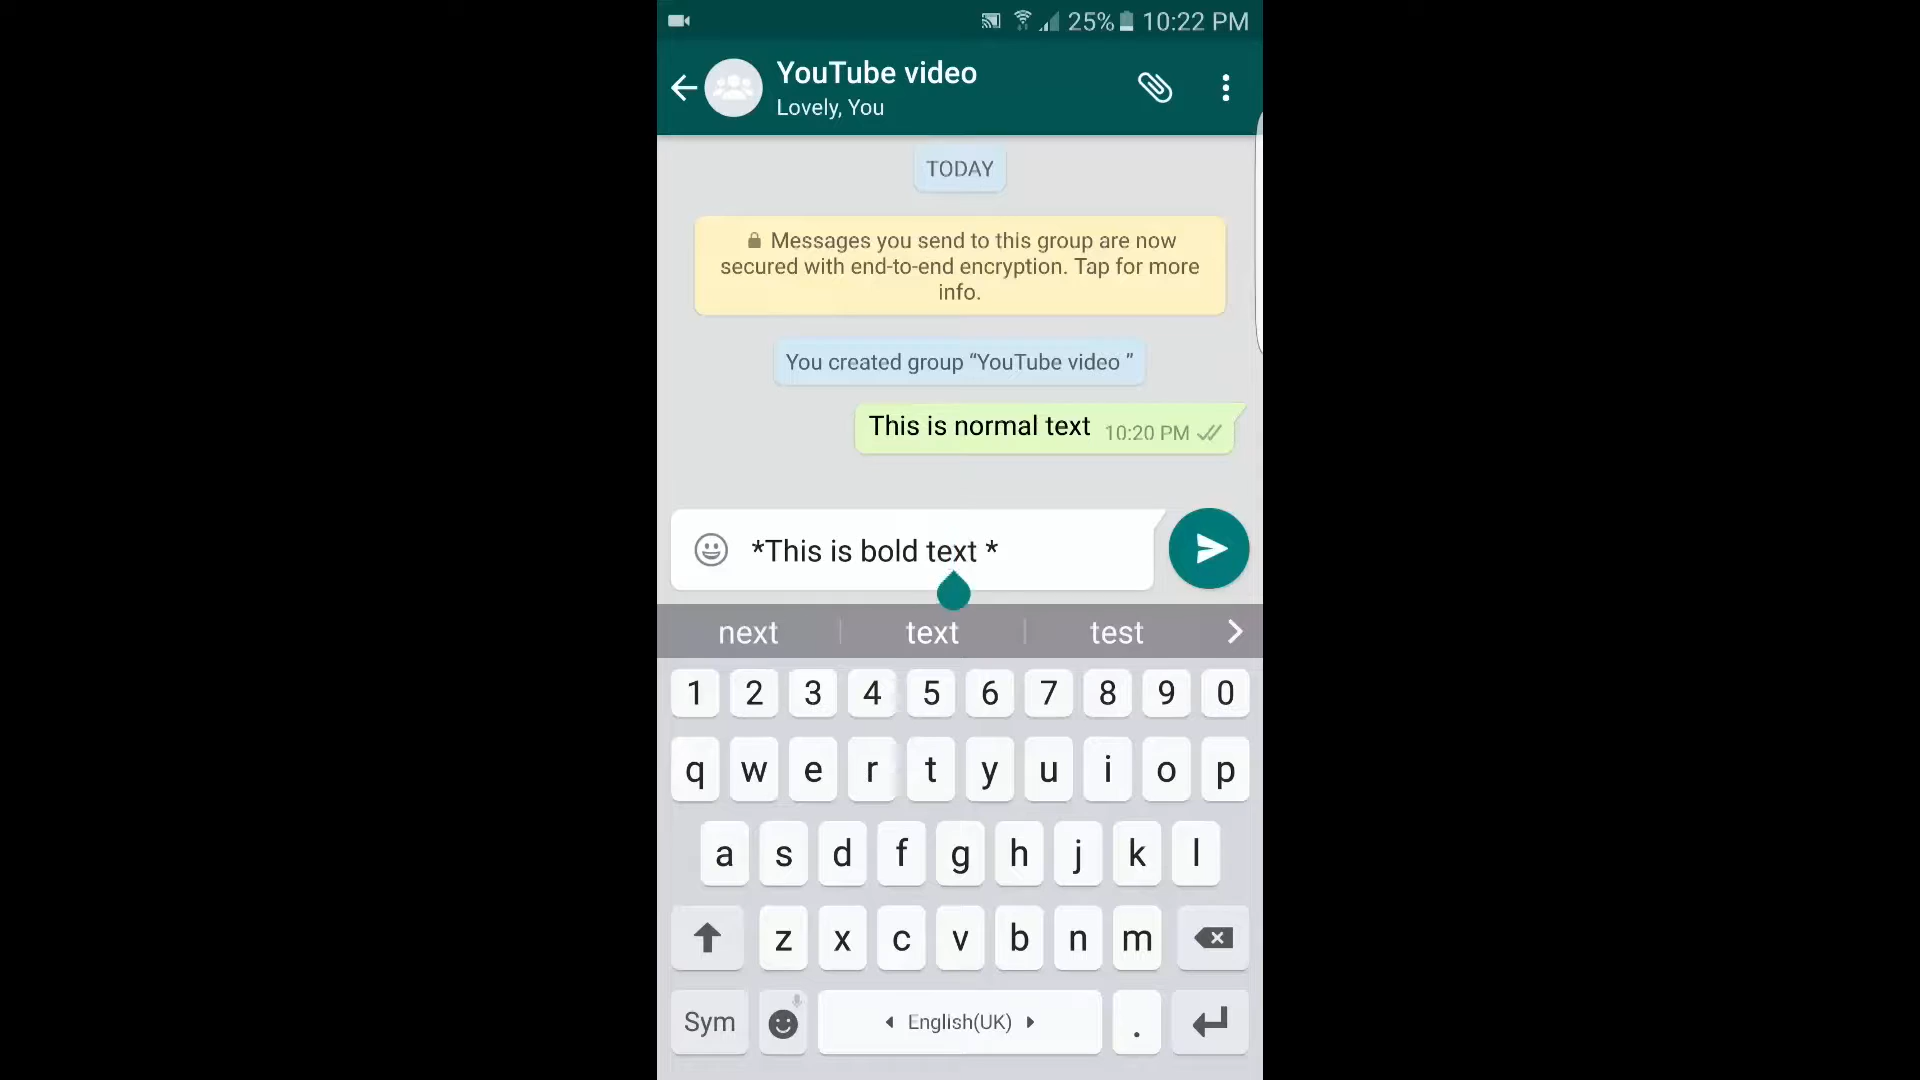 25% 10:22 PM
YouTube video
Lovely, You
TODAY
Messages you send to this group are now
secured with end-to-end encryption. Tap for more
info.
You created group “YouTube video ”
This is normal text 10:20 PM
*This is bold text *
next text test
1 2 3 4 5 6 7 8 9 0
q w e r t y u i o p
a s d f g h j k l
z x c v b n m
Sym English(UK) .